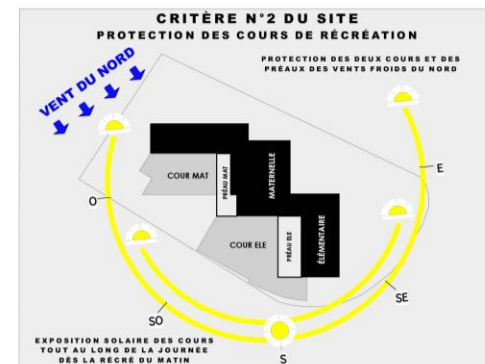 CRITÈRE N°2 DU SITE
PROTECTION DES COURS DE RÉCRÉATION
PROTECTION DES DEUX COURS ET DES
PRÉAUX DES VENTS FROIDS DU NORD
VENT DU NORD
COUR MAT
PRÉAU MAT
MATERNELLE
E
O
COUR ELE
PRÉAU ELE
ÉLÉMENTAIRE
SE
SO
S
EXPOSITION SOLAIRE DES COURS
TOUT AU LONG DE LA JOURNÉE
DÈS LA RÉCRÉ DU MATIN